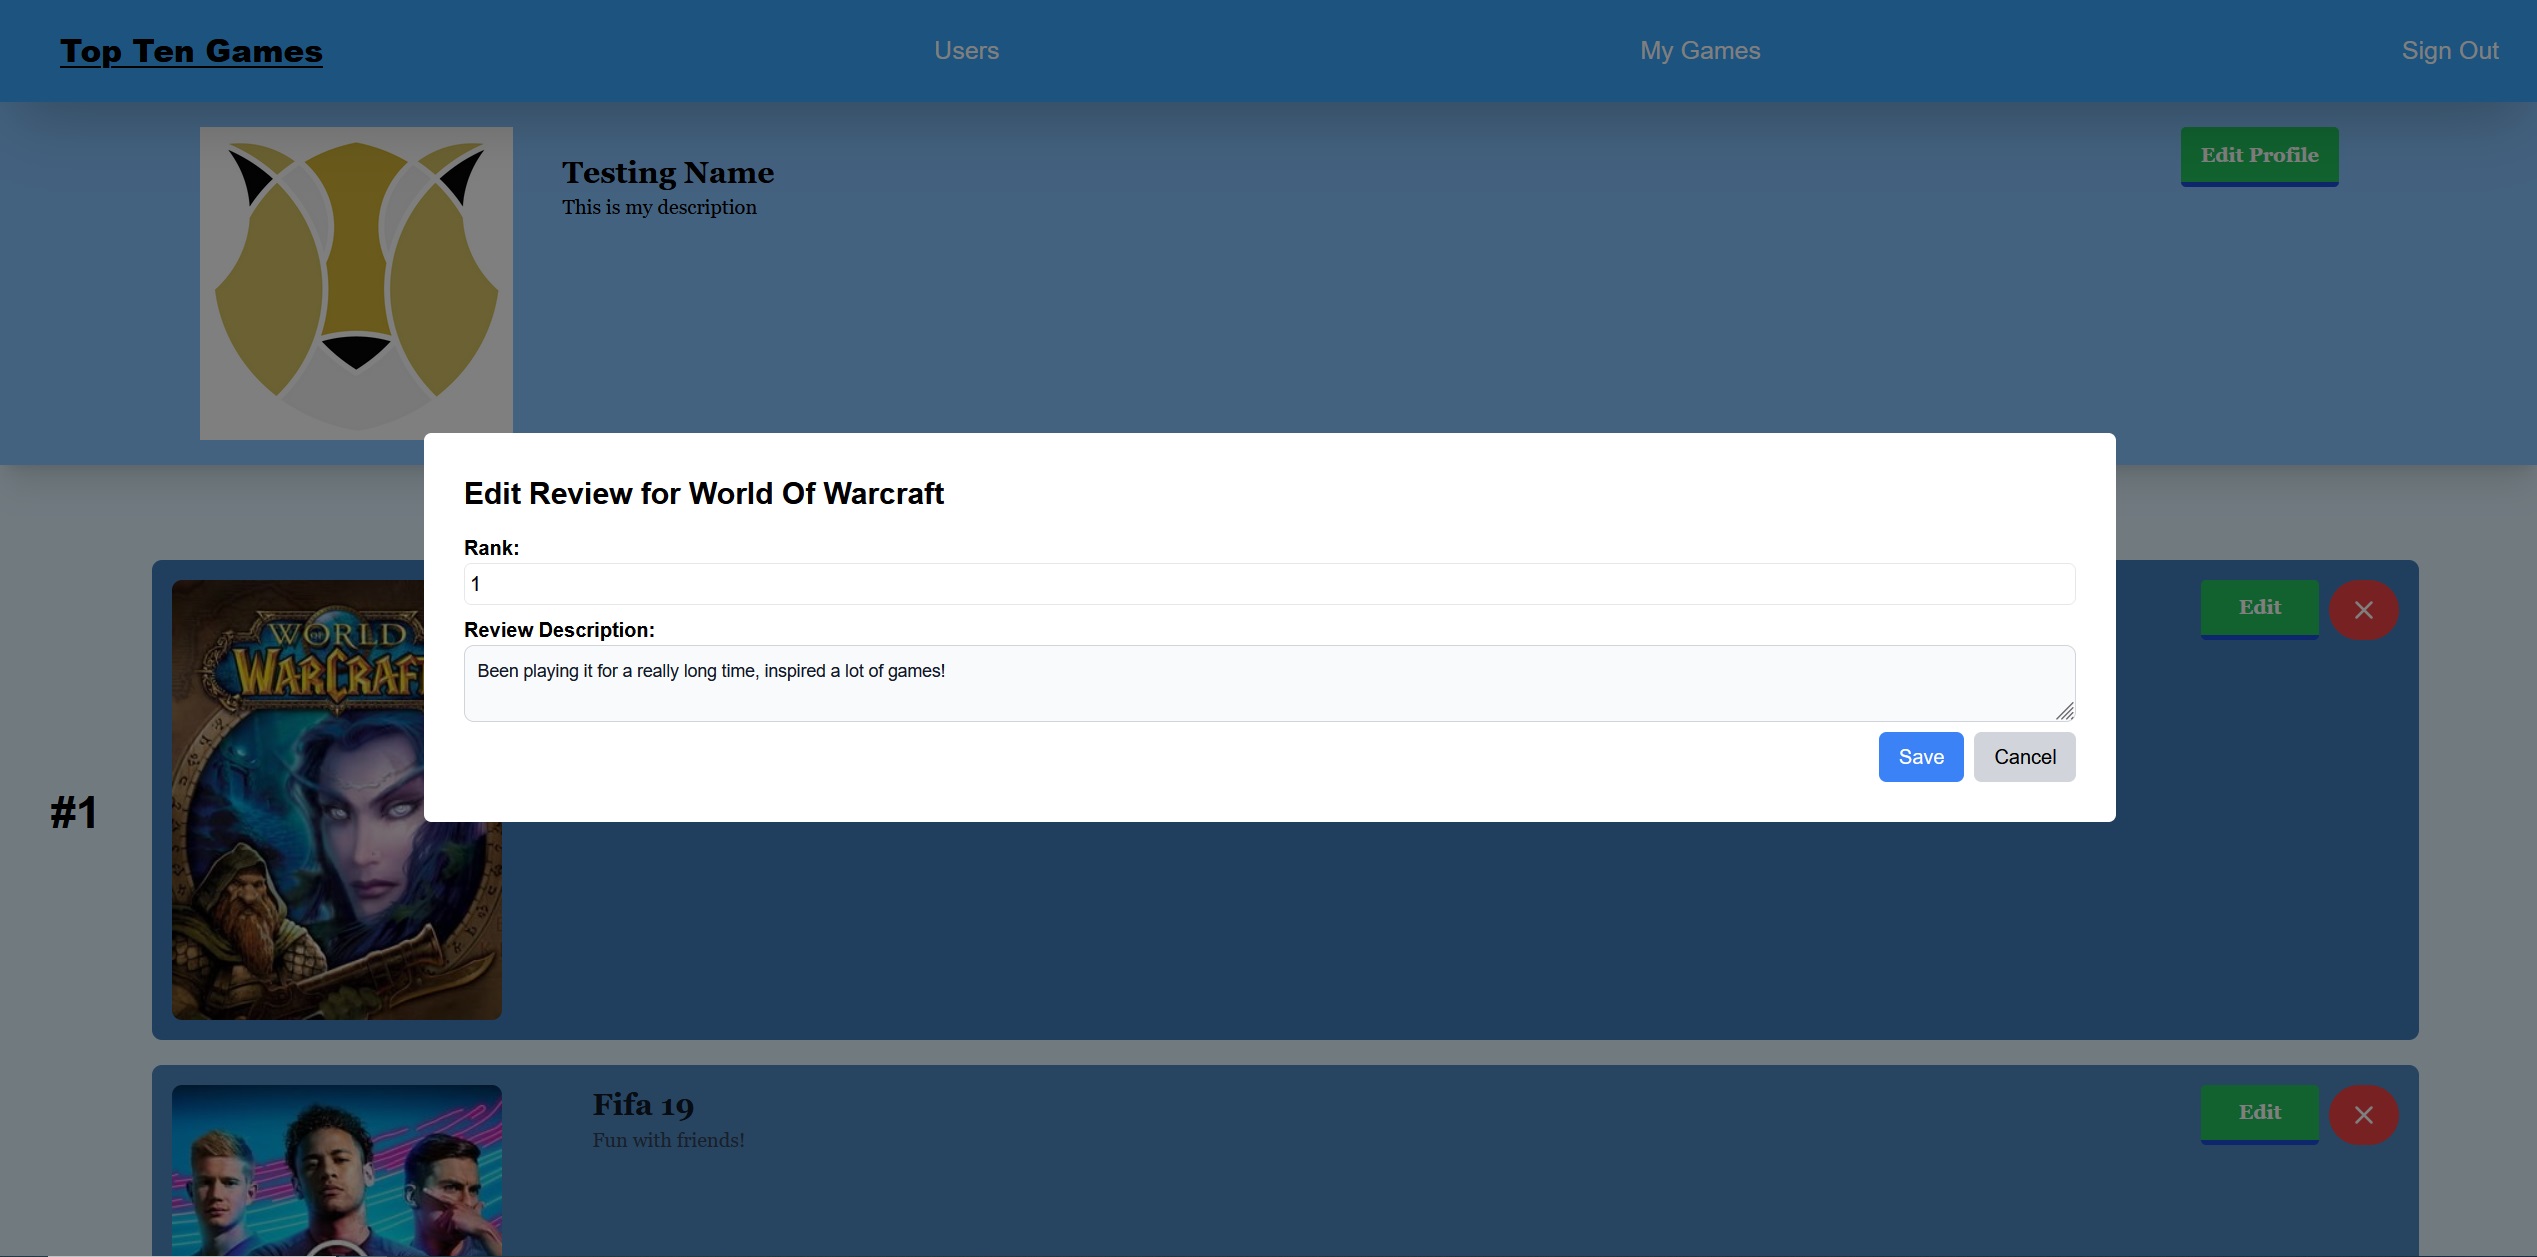 Top Ten Games
Users
My Games
Sign Out
Testing Name
This is my description
Edit Profile
Edit Review for World Of Warcraft
Rank:
1
Review Description:
Been playing it for a really long time, inspired a lot of games!
Save
Cancel
#1
WORLD OF
WARCRAF
Edit
Fifa 19
Fun with friends!
Edit